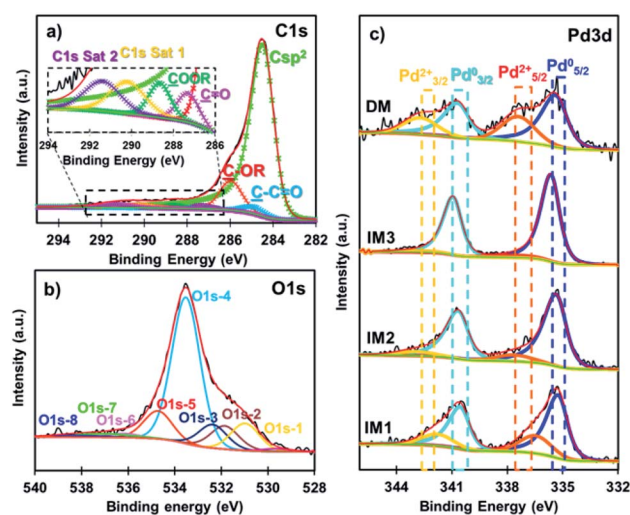 a)
C1s
C1s Sat 2
C1s Sat 1
COOR
C=O
Csp²
294 292 290 288 286
Binding Energy (eV)
C-OR
C-C=O
Intensity (a.u.)
294 292 290 288 286 284 282
Binding Energy (eV)
b)
O1s
O1s-4
O1s-7
O1s-8
O1s-6
O1s-5
O1s-3
O1s-2
O1s-1
Intensity (a.u.)
540 538 536 534 532 530 528
Binding energy (eV)
c)
Pd3d
Pd²⁺3/2
Pd⁰3/2
Pd²⁺5/2
Pd⁰5/2
DM
IM3
IM2
IM1
Intensity (a.u.)
344 341 338 335 332
Binding Energy (eV)